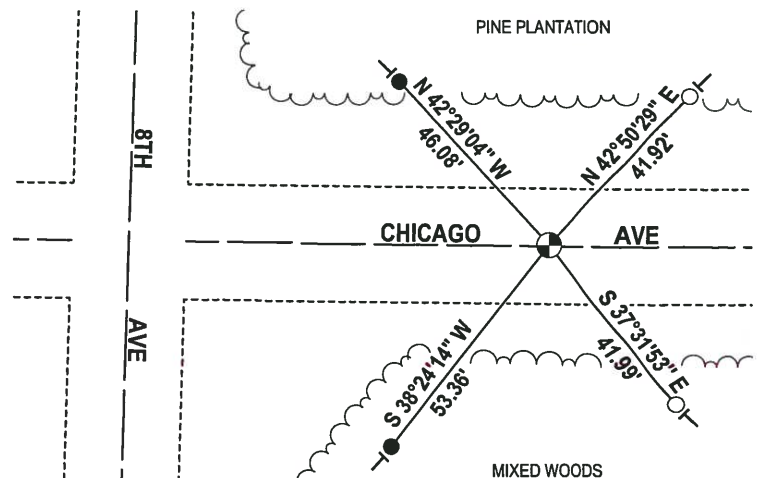 PINE PLANTATION
N 42°29'04" W
46.08'
N 42°50'29" E
41.92'
8TH
CHICAGO AVE
AVE
S 38°24'14" W
53.36'
S 37°31'53" E
41.99'
MIXED WOODS